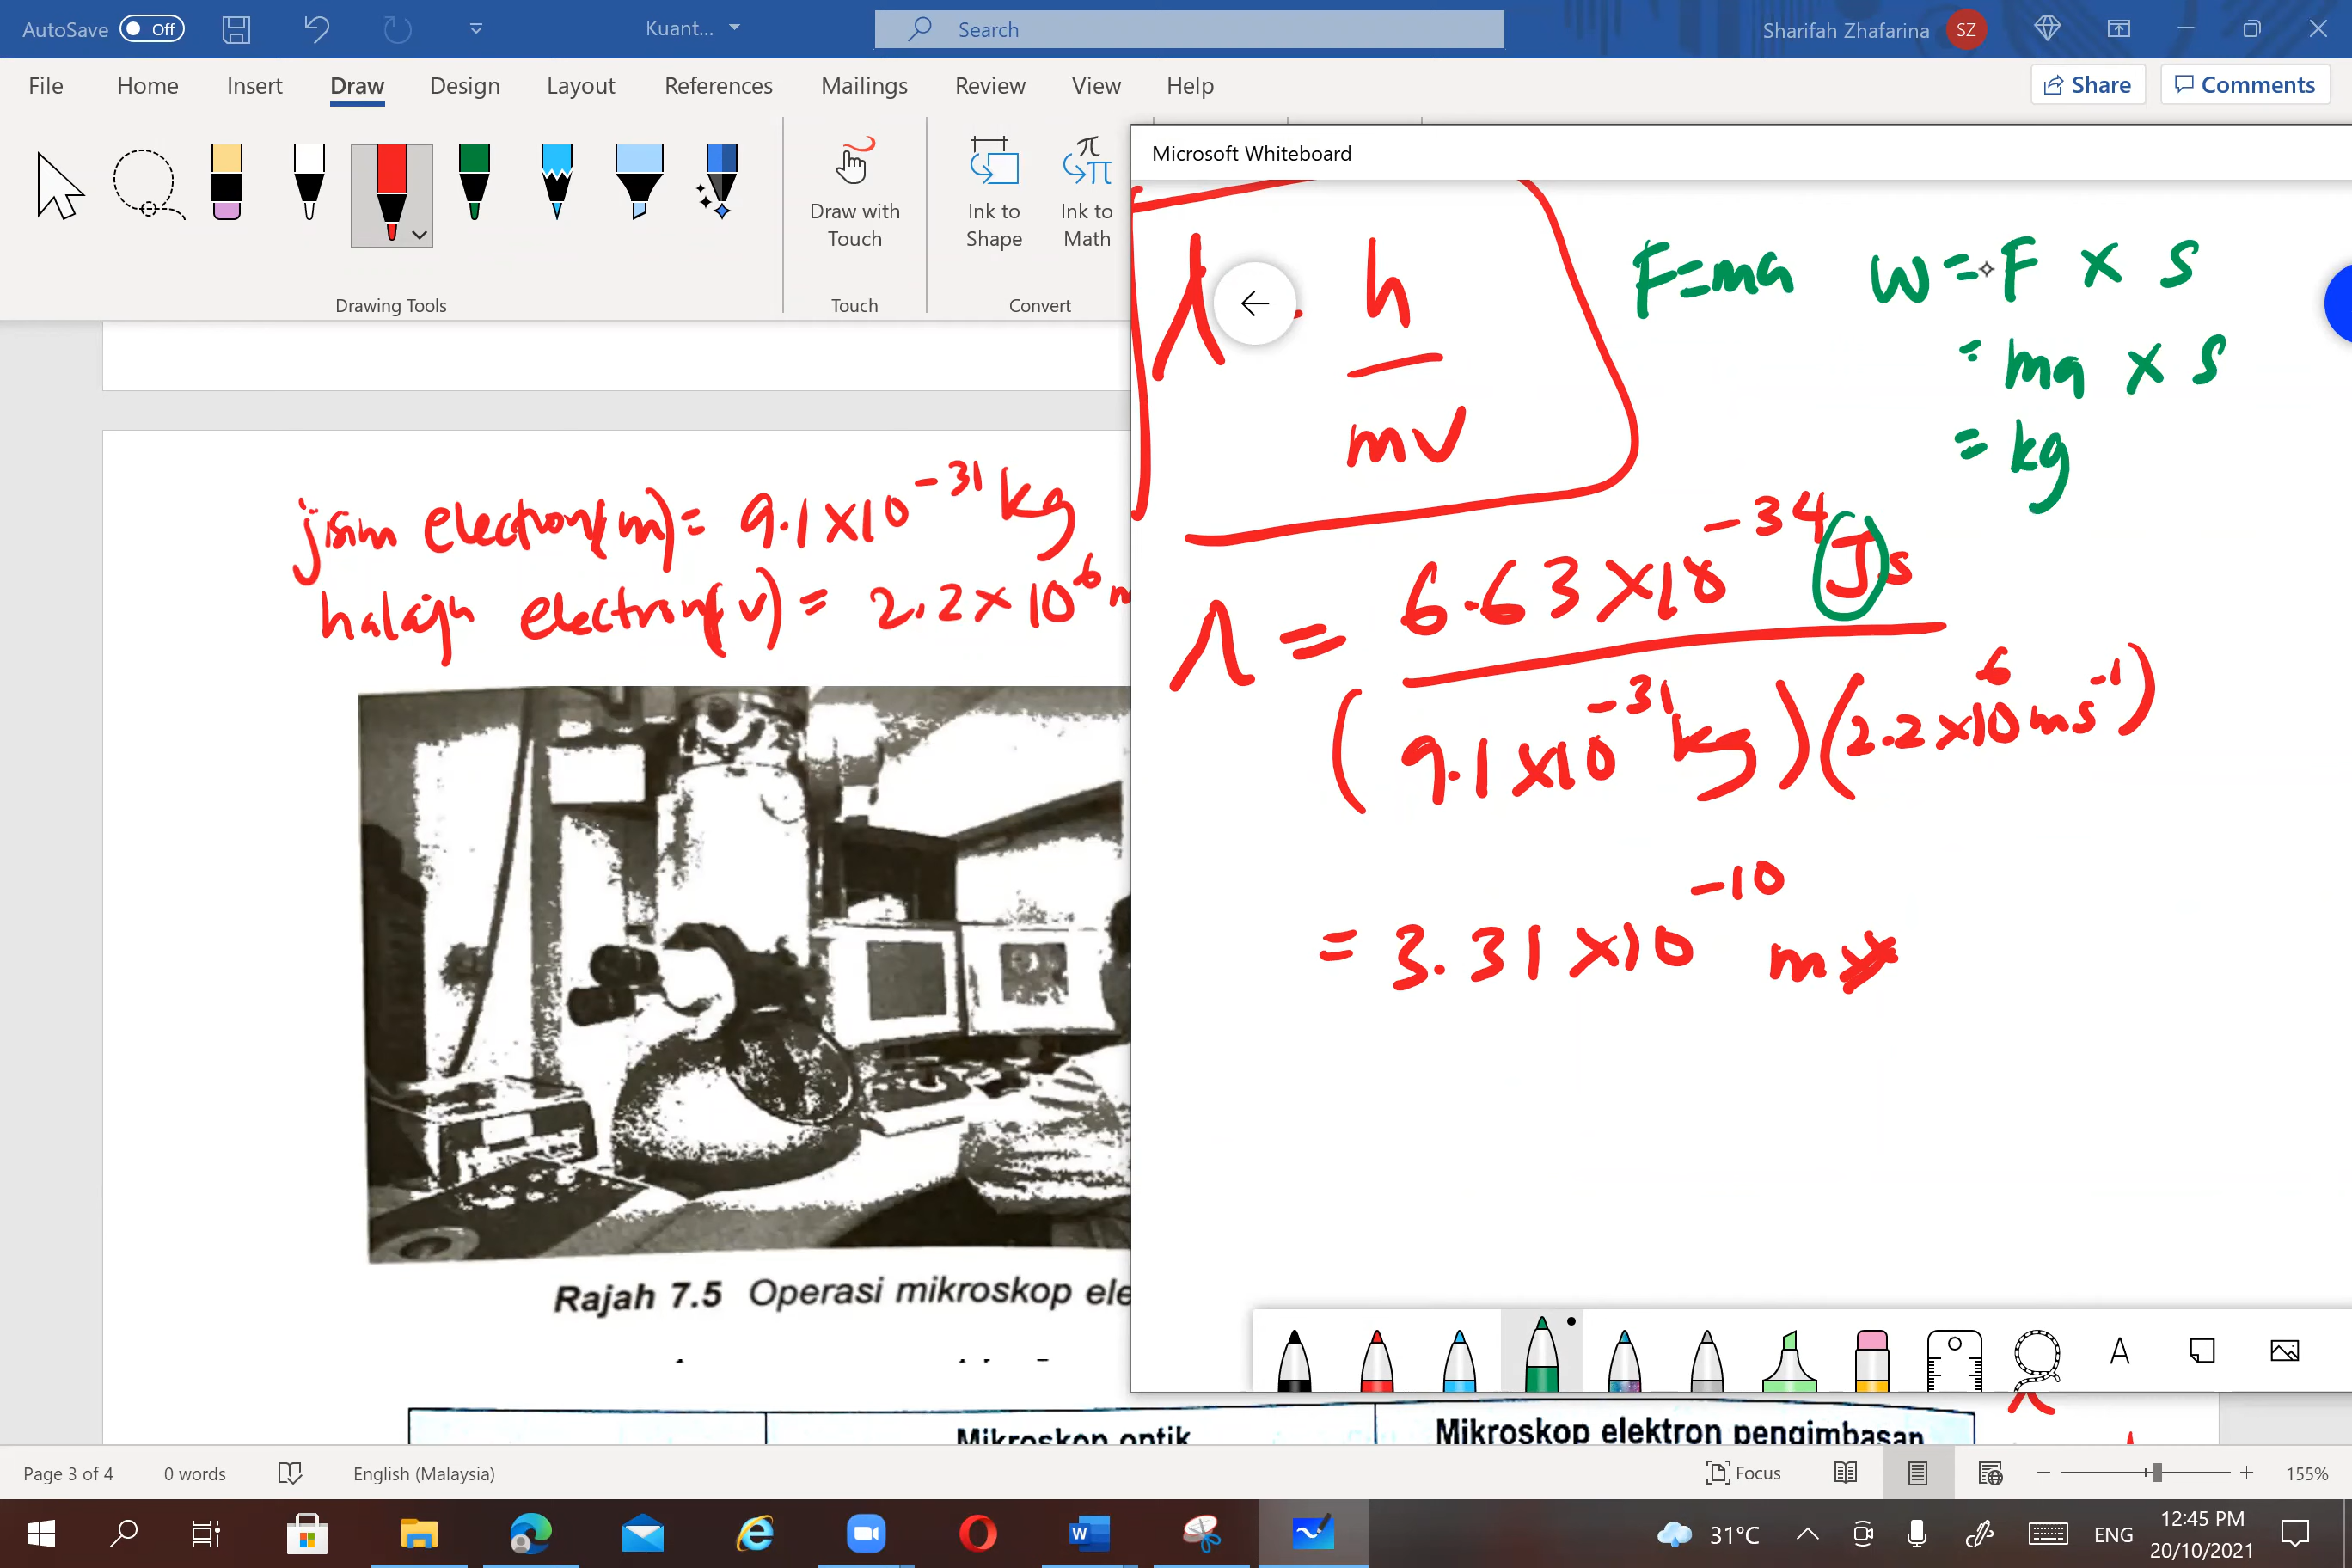 AutoSave Off Kuant... Search Sharifah Zhafarina SZ
File Home Insert Draw Design Layout References Mailings Review View Help Share Comments
Draw with Touch
Ink to Shape
Ink to Math
Drawing Tools Touch Convert
jisim electron(m) = 9.1×10⁻³¹ kg
halaju electron(v) = 2.2×10⁶ m
Rajah 7.5 Operasi mikroskop ele
Mikroskop optik Mikroskop elektron pengimbasan
Microsoft Whiteboard
λ
h
mv
F=ma W = F × s
= ma × s
= kg
λ = 6.63×10⁻³⁴ Js
(9.1×10⁻³¹ kg)(2.2×10⁶ ms⁻¹)
= 3.31×10⁻¹⁰ m
A
Page 3 of 4 0 words English (Malaysia) Focus 155%
31°C ENG 12:45 PM
20/10/2021